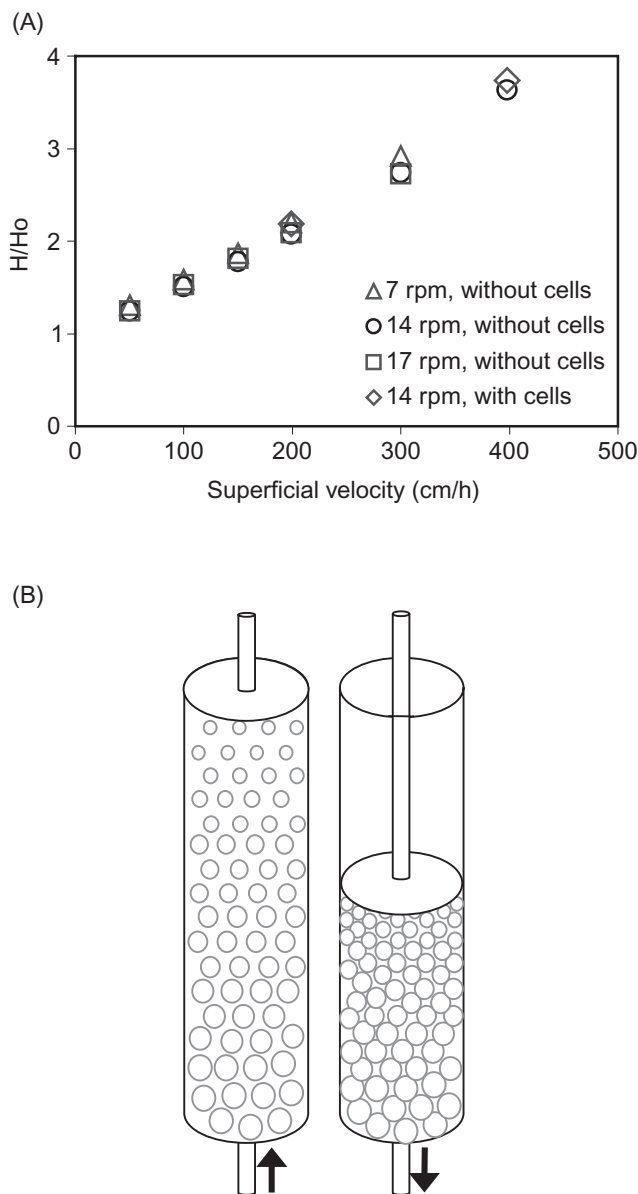 (A)
4
3
2
1
0
H/Ho
7 rpm, without cells
14 rpm, without cells
17 rpm, without cells
14 rpm, with cells
0 100 200 300 400 500
Superficial velocity (cm/h)
(B)